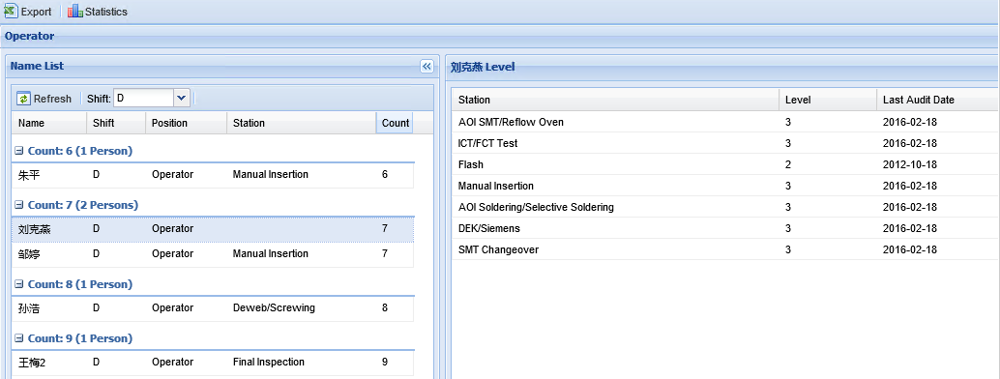 Export Statistics
Operator
Name List
Refresh Shift: D
Name Shift Position Station Count
Count: 6 (1 Person)
朱平 D Operator Manual Insertion 6
Count: 7 (2 Persons)
刘克燕 D Operator 7
邹婷 D Operator Manual Insertion 7
Count: 8 (1 Person)
孙浩 D Operator Deweb/Screwing 8
Count: 9 (1 Person)
王梅2 D Operator Final Inspection 9
刘克燕 Level
Station Level Last Audit Date
AOI SMT/Reflow Oven 3 2016-02-18
ICT/FCT Test 3 2016-02-18
Flash 2 2012-10-18
Manual Insertion 3 2016-02-18
AOI Soldering/Selective Soldering 3 2016-02-18
DEK/Siemens 3 2016-02-18
SMT Changeover 3 2016-02-18